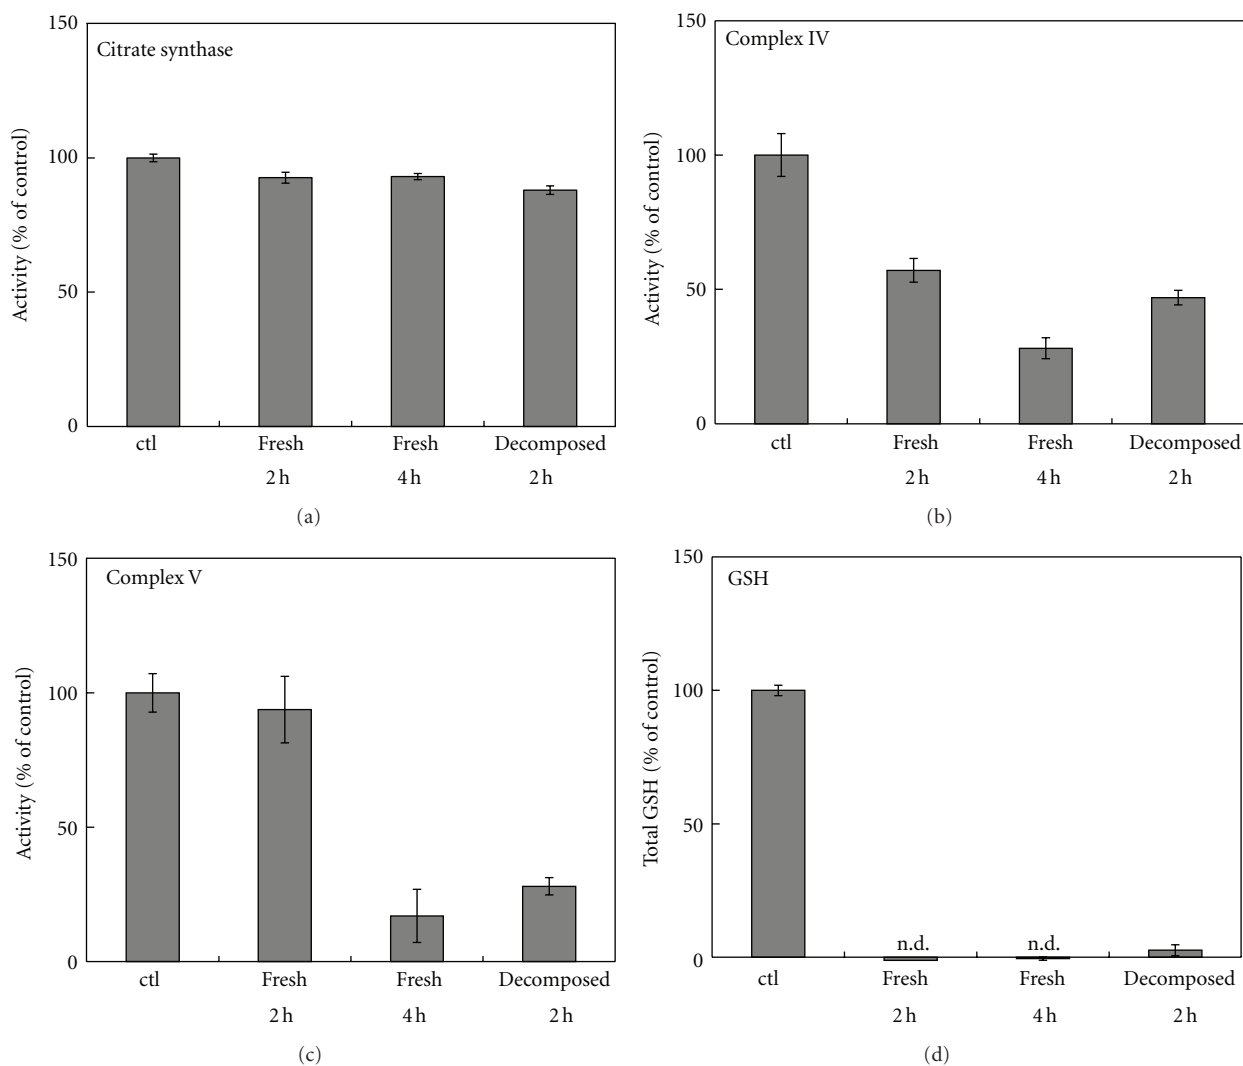 150
Citrate synthase
100
50
0
Activity (% of control)
ctl Fresh Fresh Decomposed
2 h 4 h 2 h
(a)
150
Complex IV
100
50
0
Activity (% of control)
ctl Fresh Fresh Decomposed
2 h 4 h 2 h
(b)
150
Complex V
100
50
0
Activity (% of control)
ctl Fresh Fresh Decomposed
2 h 4 h 2 h
(c)
150
GSH
100
50
0
Total GSH (% of control)
n.d. n.d.
ctl Fresh Fresh Decomposed
2 h 4 h 2 h
(d)